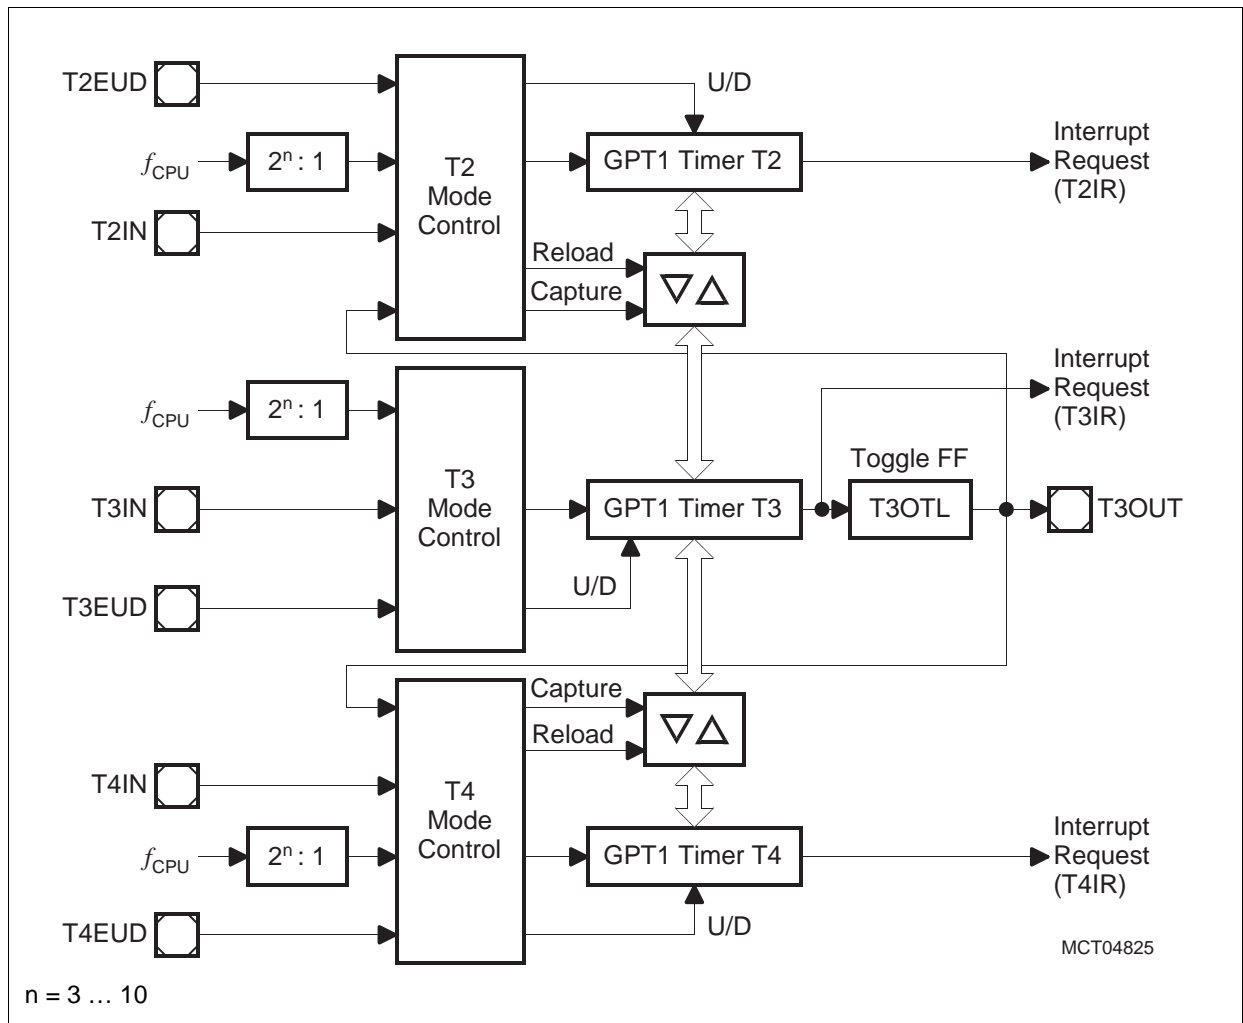 T2EUD
U/D
Interrupt
Request
(T2IR)
fCPU
2ⁿ : 1
T2
Mode
Control
GPT1 Timer T2
T2IN
Reload
Capture
Interrupt
Request
(T3IR)
fCPU
2ⁿ : 1
T3
Mode
Control
Toggle FF
T3IN
GPT1 Timer T3
T3OTL
T3OUT
U/D
T3EUD
Capture
Reload
T4IN
T4
Mode
Control
fCPU
2ⁿ : 1
GPT1 Timer T4
Interrupt
Request
(T4IR)
T4EUD
U/D
MCT04825
n = 3 … 10